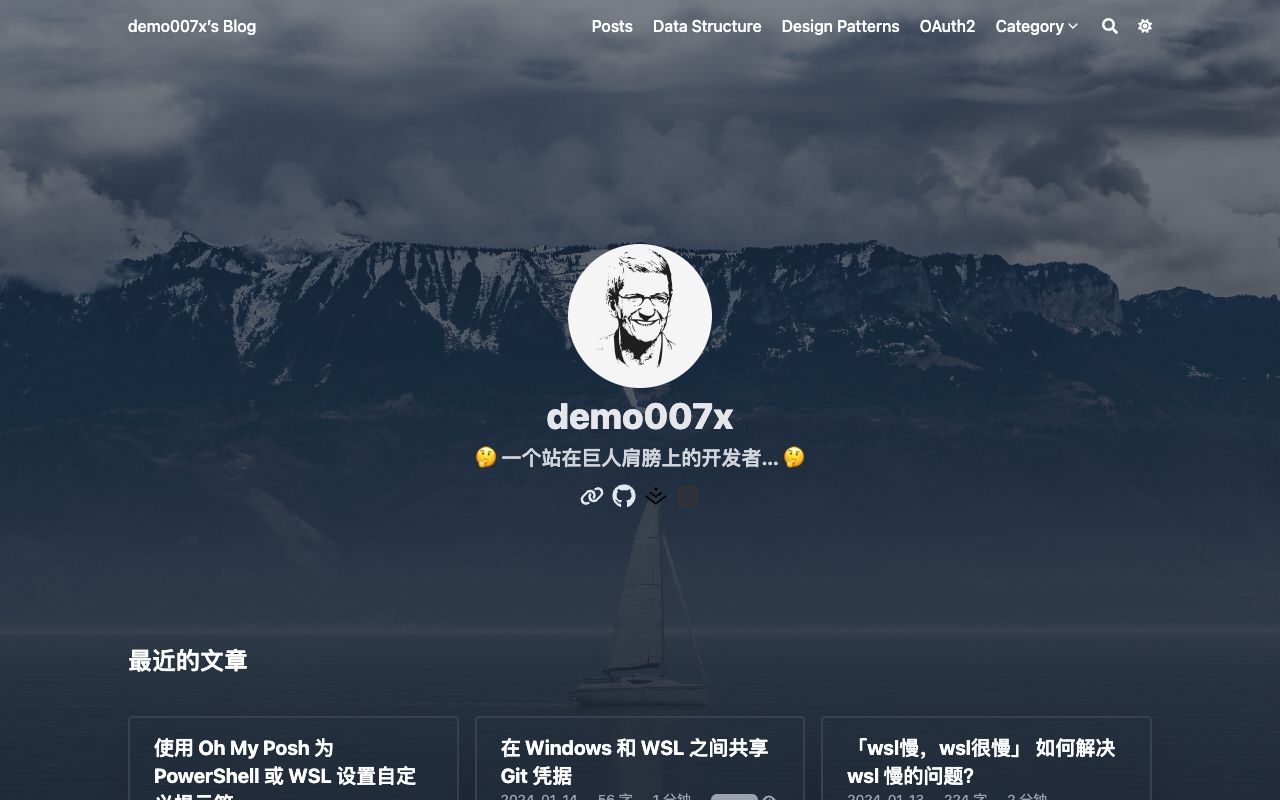 demo007x's Blog
Posts
Data Structure
Design Patterns
OAuth2
Category
demo007x
🤔 一个站在巨人肩膀上的开发者... 🤔
最近的文章
使用 Oh My Posh 为
PowerShell 或 WSL 设置自定
在 Windows 和 WSL 之间共享
Git 凭据
2024-01-14 56 字 1 分钟
「wsl慢，wsl很慢」 如何解决
wsl 慢的问题?
2024-01-13 224 字 2 分钟